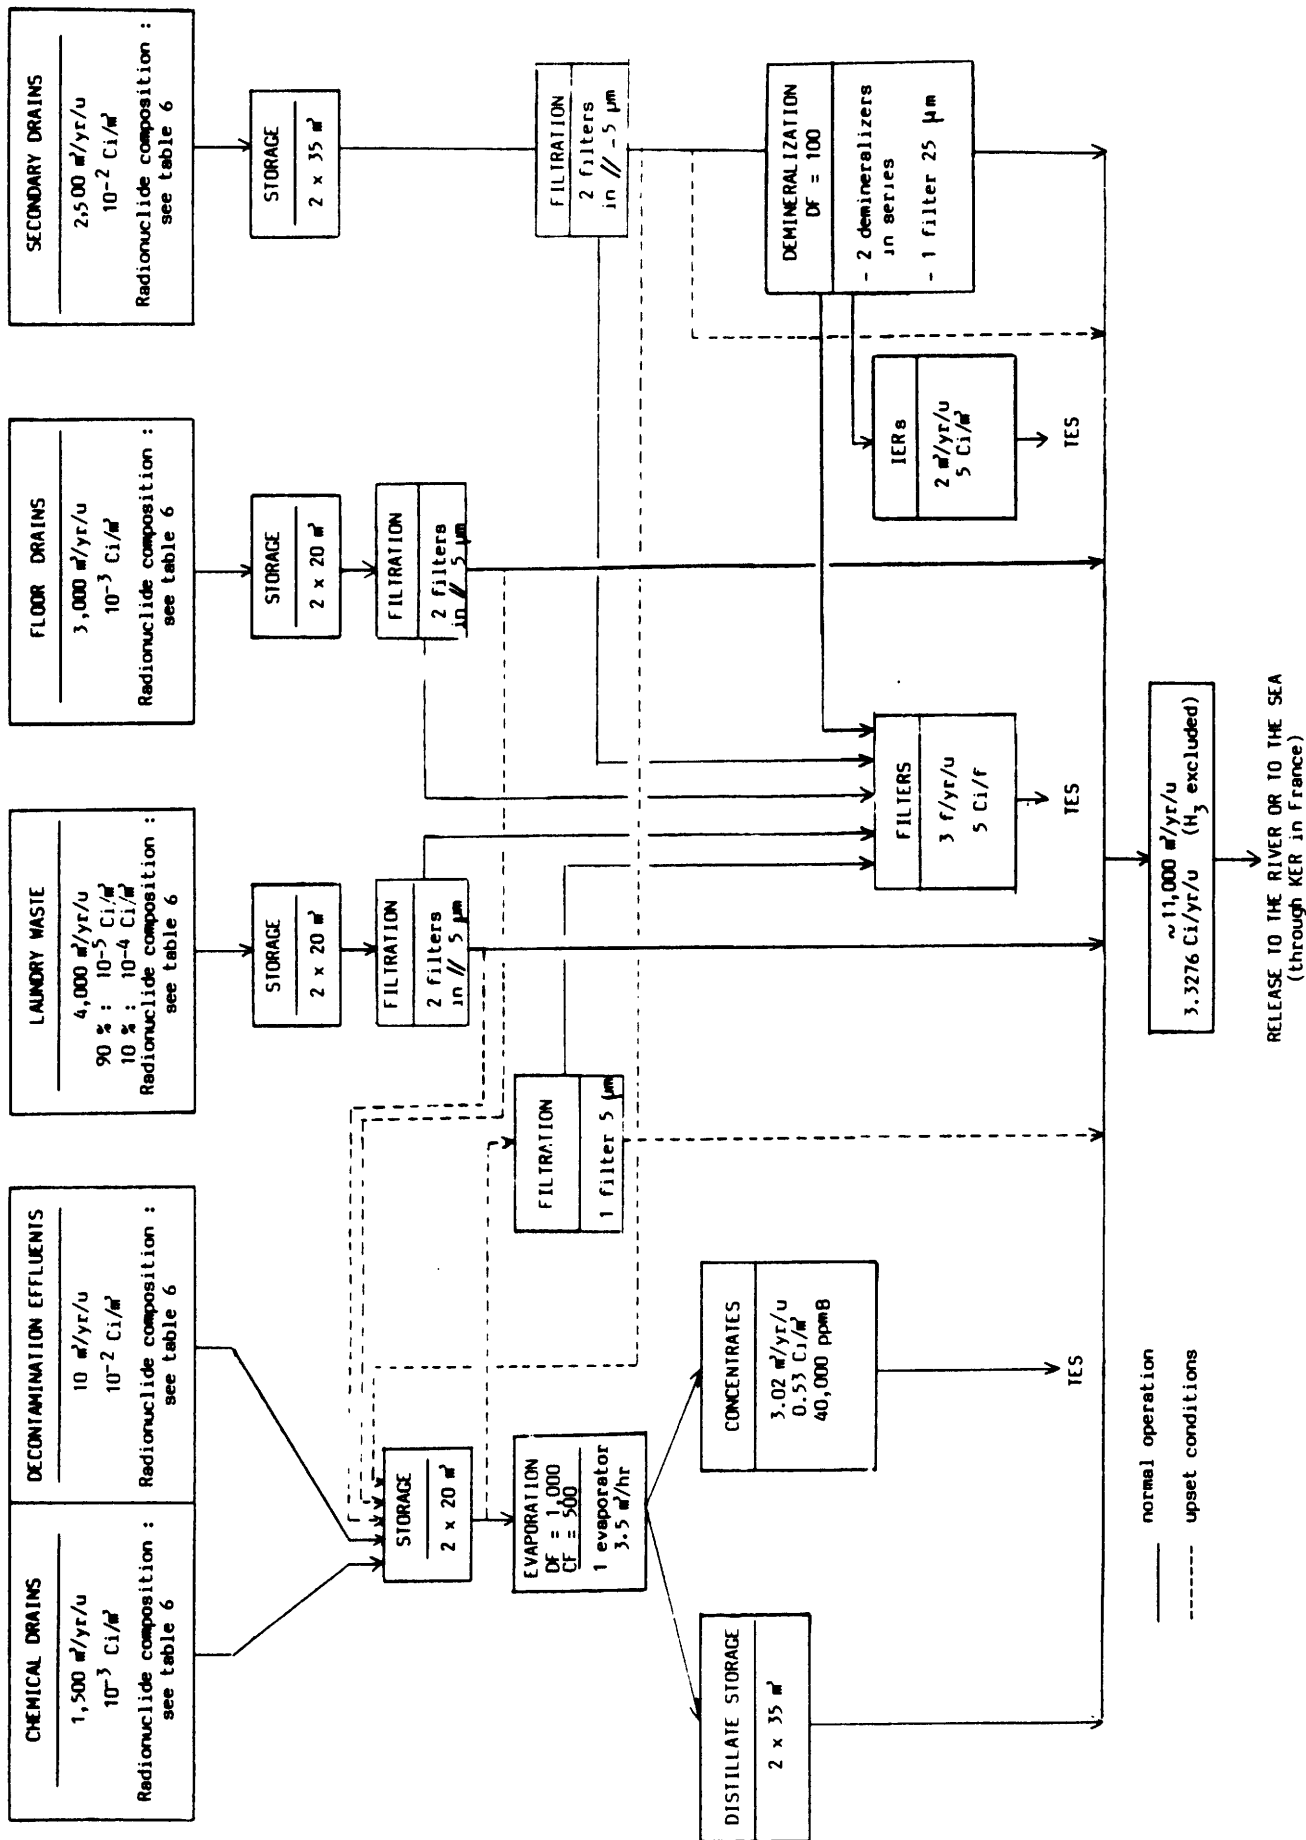 CHEMICAL DRAINS
1,500 m³/yr/u
10⁻³ Ci/m³
Radionuclide composition :
see table 6
DECONTAMINATION EFFLUENTS
10 m³/yr/u
10⁻² Ci/m³
Radionuclide composition :
see table 6
LAUNDRY WASTE
4,000 m³/yr/u
90 % : 10⁻⁵ Ci/m³
10 % : 10⁻⁴ Ci/m³
Radionuclide composition :
see table 6
FLOOR DRAINS
3,000 m³/yr/u
10⁻³ Ci/m³
Radionuclide composition :
see table 6
SECONDARY DRAINS
2,500 m³/yr/u
10⁻² Ci/m³
Radionuclide composition :
see table 6
STORAGE
2 x 20 m³
STORAGE
2 x 20 m³
STORAGE
2 x 20 m³
STORAGE
2 x 35 m³
FILTRATION
2 filters
in // 5 µm
FILTRATION
2 filters
in // 5 µm
FILTRATION
2 filters
in // -5 µm
EVAPORATION
DF = 1,000
CF = 500
1 evaporator
3.5 m³/hr
FILTRATION
1 filter 5 µm
DEMINERALIZATION
DF = 100
- 2 demineralizers
in series
- 1 filter 25 µm
DISTILLATE STORAGE
2 x 35 m³
CONCENTRATES
3.02 m³/yr/u
0.53 Ci/m³
40,000 ppmB
TES
FILTERS
3 f/yr/u
5 Ci/f
TES
IERs
2 m³/yr/u
5 Ci/m³
TES
~ 11,000 m³/yr/u
3.3276 Ci/yr/u (H₃ excluded)
RELEASE TO THE RIVER OR TO THE SEA
(through KER in France)
normal operation
upset conditions